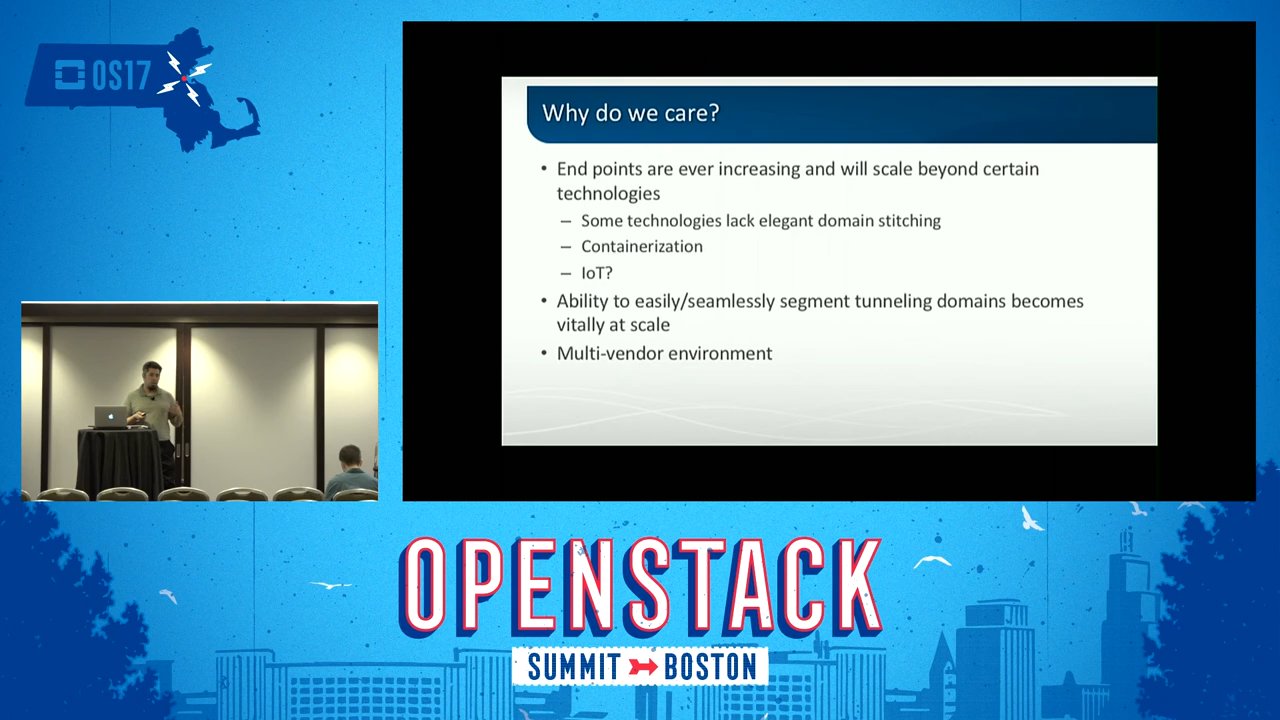 OS17
Why do we care?
• End points are ever increasing and will scale beyond certain
technologies
– Some technologies lack elegant domain stitching
– Containerization
– IoT?
• Ability to easily/seamlessly segment tunneling domains becomes
vitally at scale
• Multi-vendor environment
OPENSTACK
SUMMIT BOSTON